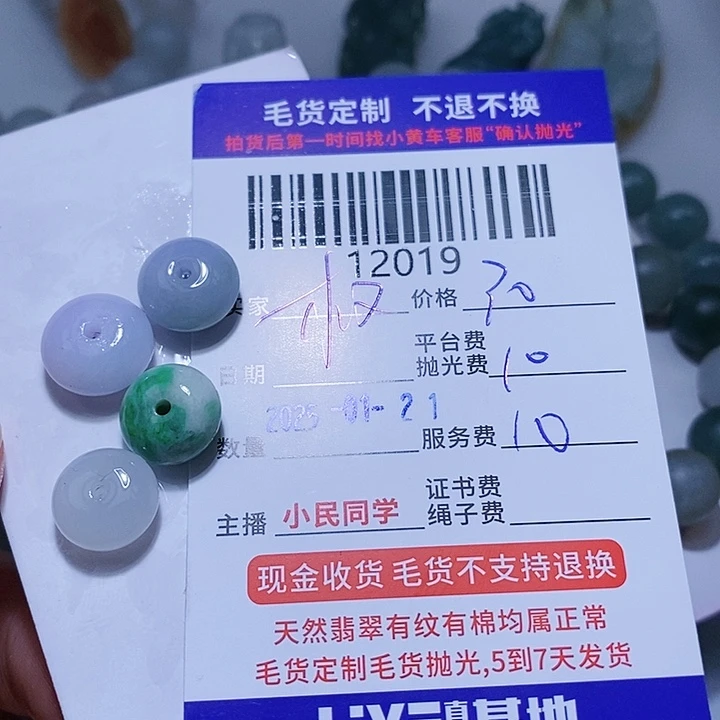 毛货定制 不退不换
拍货后第一时间找小黄车客服“确认抛光”
12019
卖家 权 价格 70
平台费
日期 抛光费 10
2025-01-21
数量 服务费 10
证书费
主播 小民同学 绳子费
现金收货 毛货不支持退换
天然翡翠有纹有棉均属正常
毛货定制毛货抛光,5到7天发货
基地